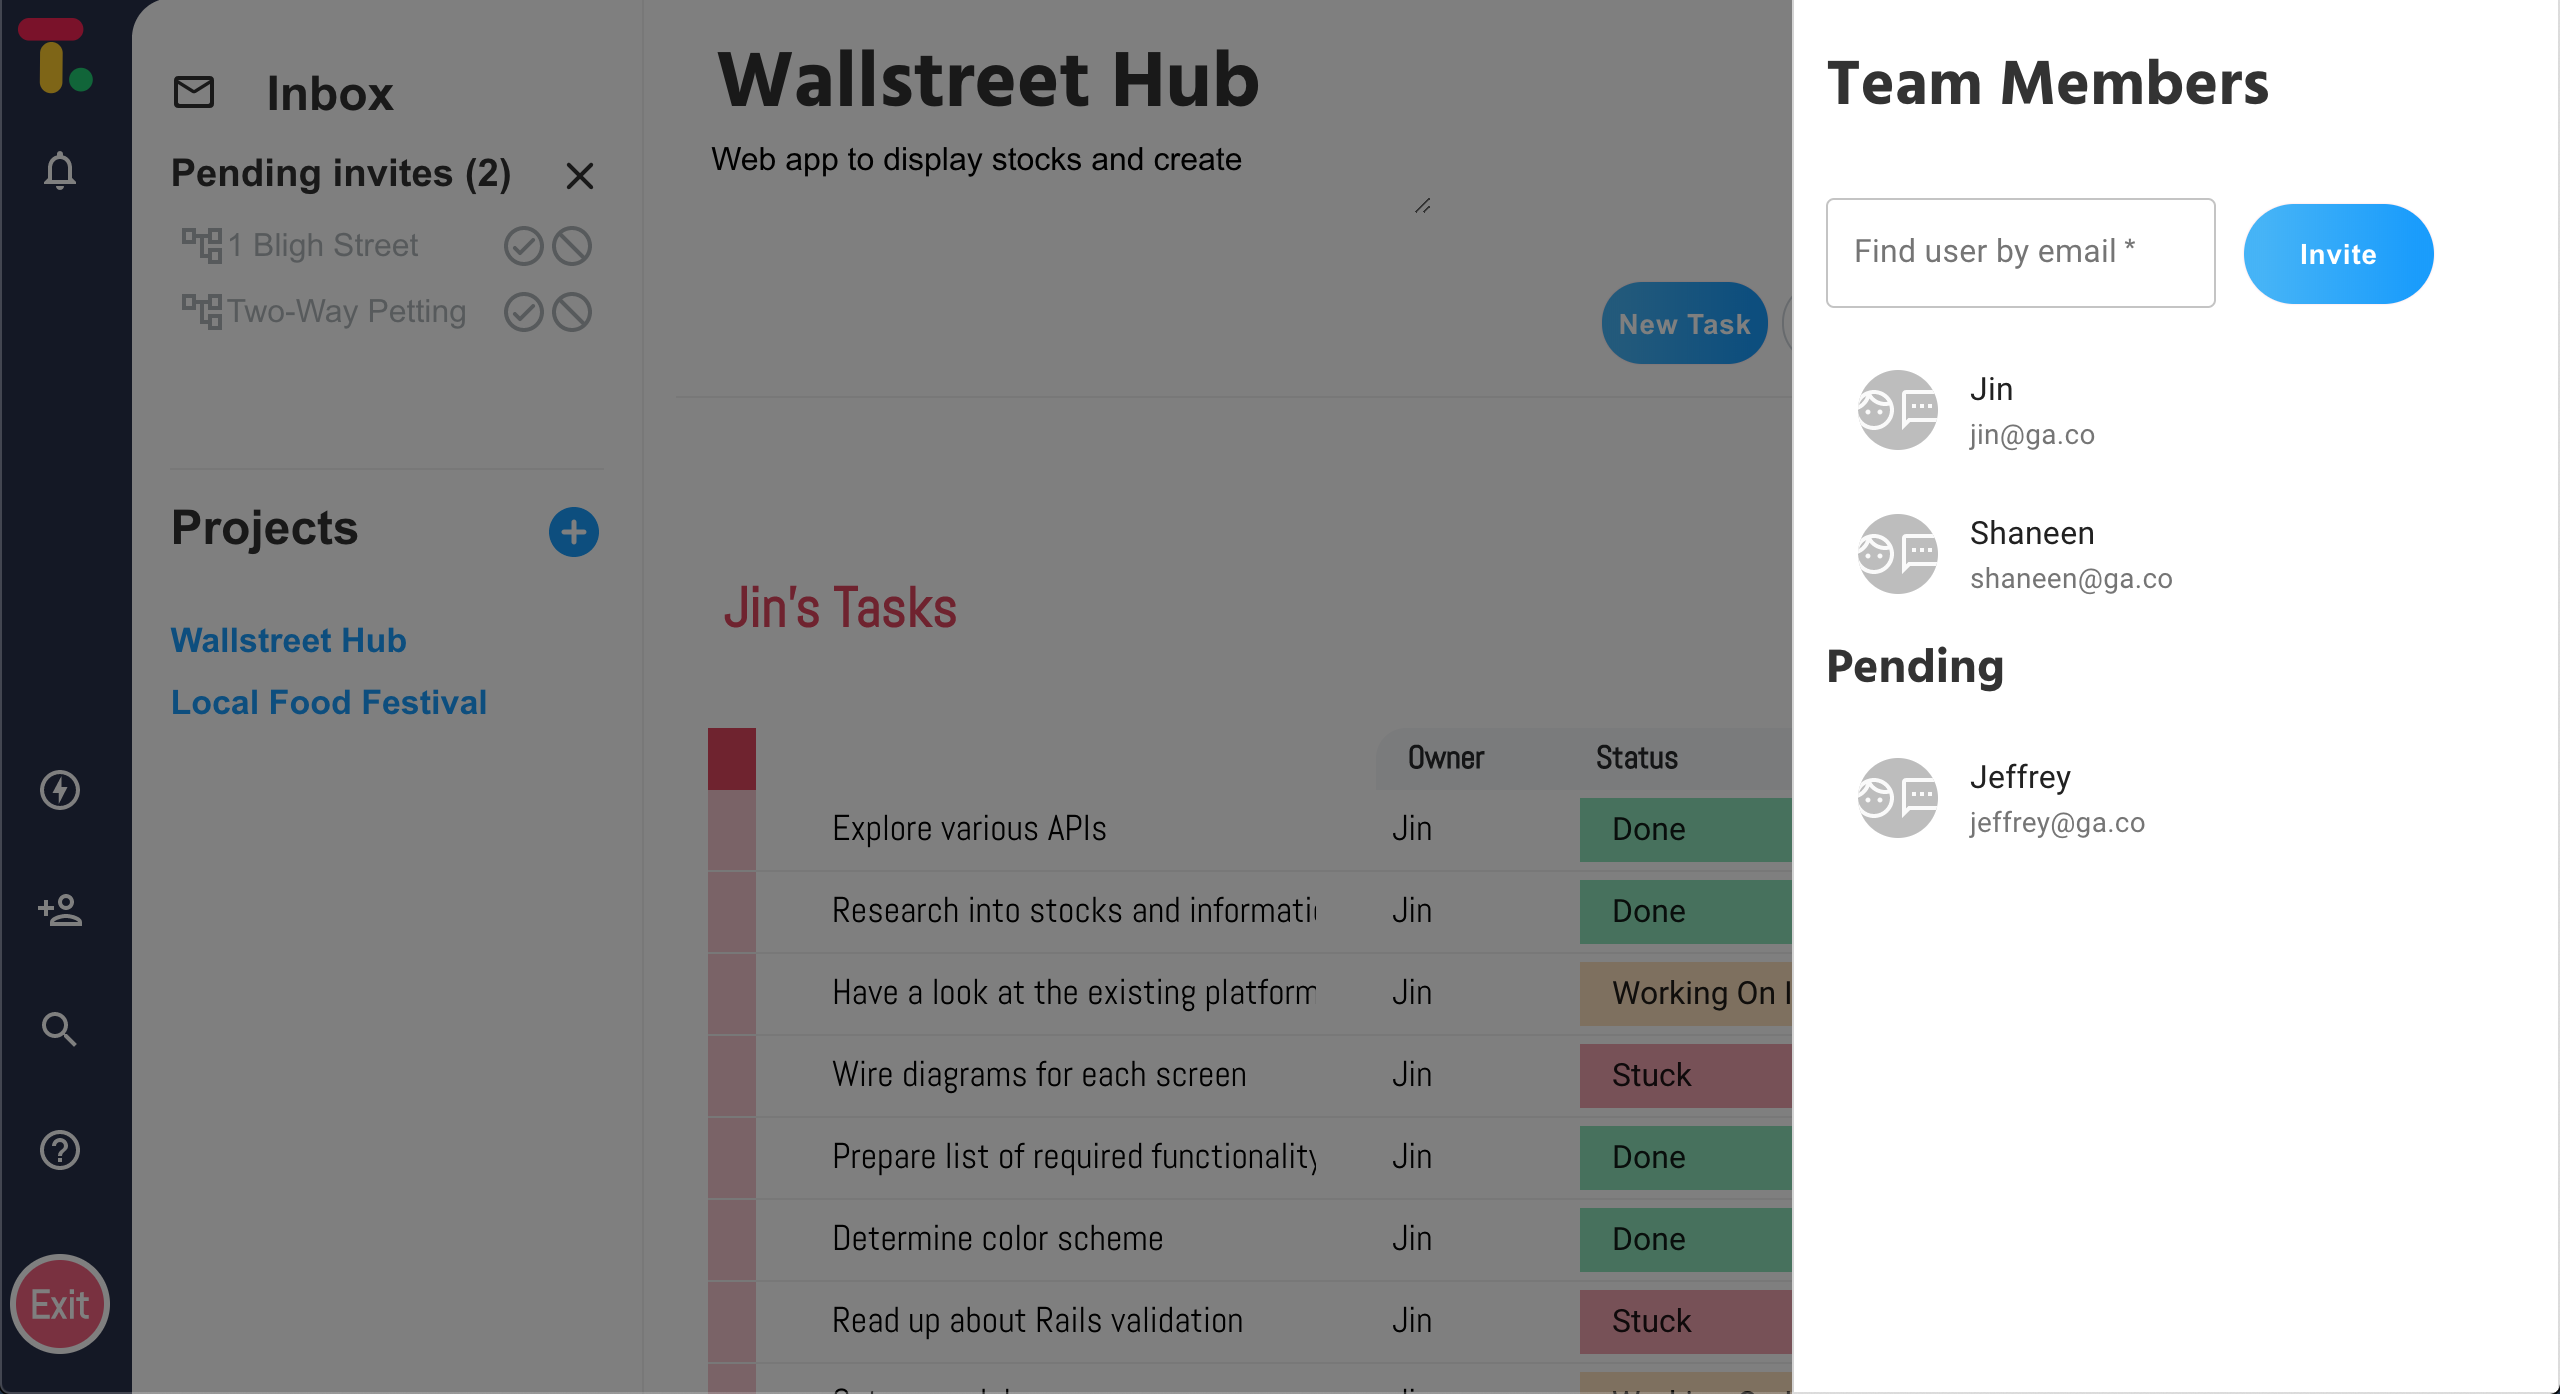 Inbox
Pending invites (2)
1 Bligh Street
Two-Way Petting
Projects
Wallstreet Hub
Local Food Festival
Exit
Wallstreet Hub
Web app to display stocks and create
New Task
Jin's Tasks
Owner Status
Explore various APIs Jin Done
Research into stocks and informati Jin Done
Have a look at the existing platform Jin Working On I
Wire diagrams for each screen Jin Stuck
Prepare list of required functionality Jin Done
Determine color scheme Jin Done
Read up about Rails validation Jin Stuck
Team Members
Find user by email *
Invite
Jin
jin@ga.co
Shaneen
shaneen@ga.co
Pending
Jeffrey
jeffrey@ga.co